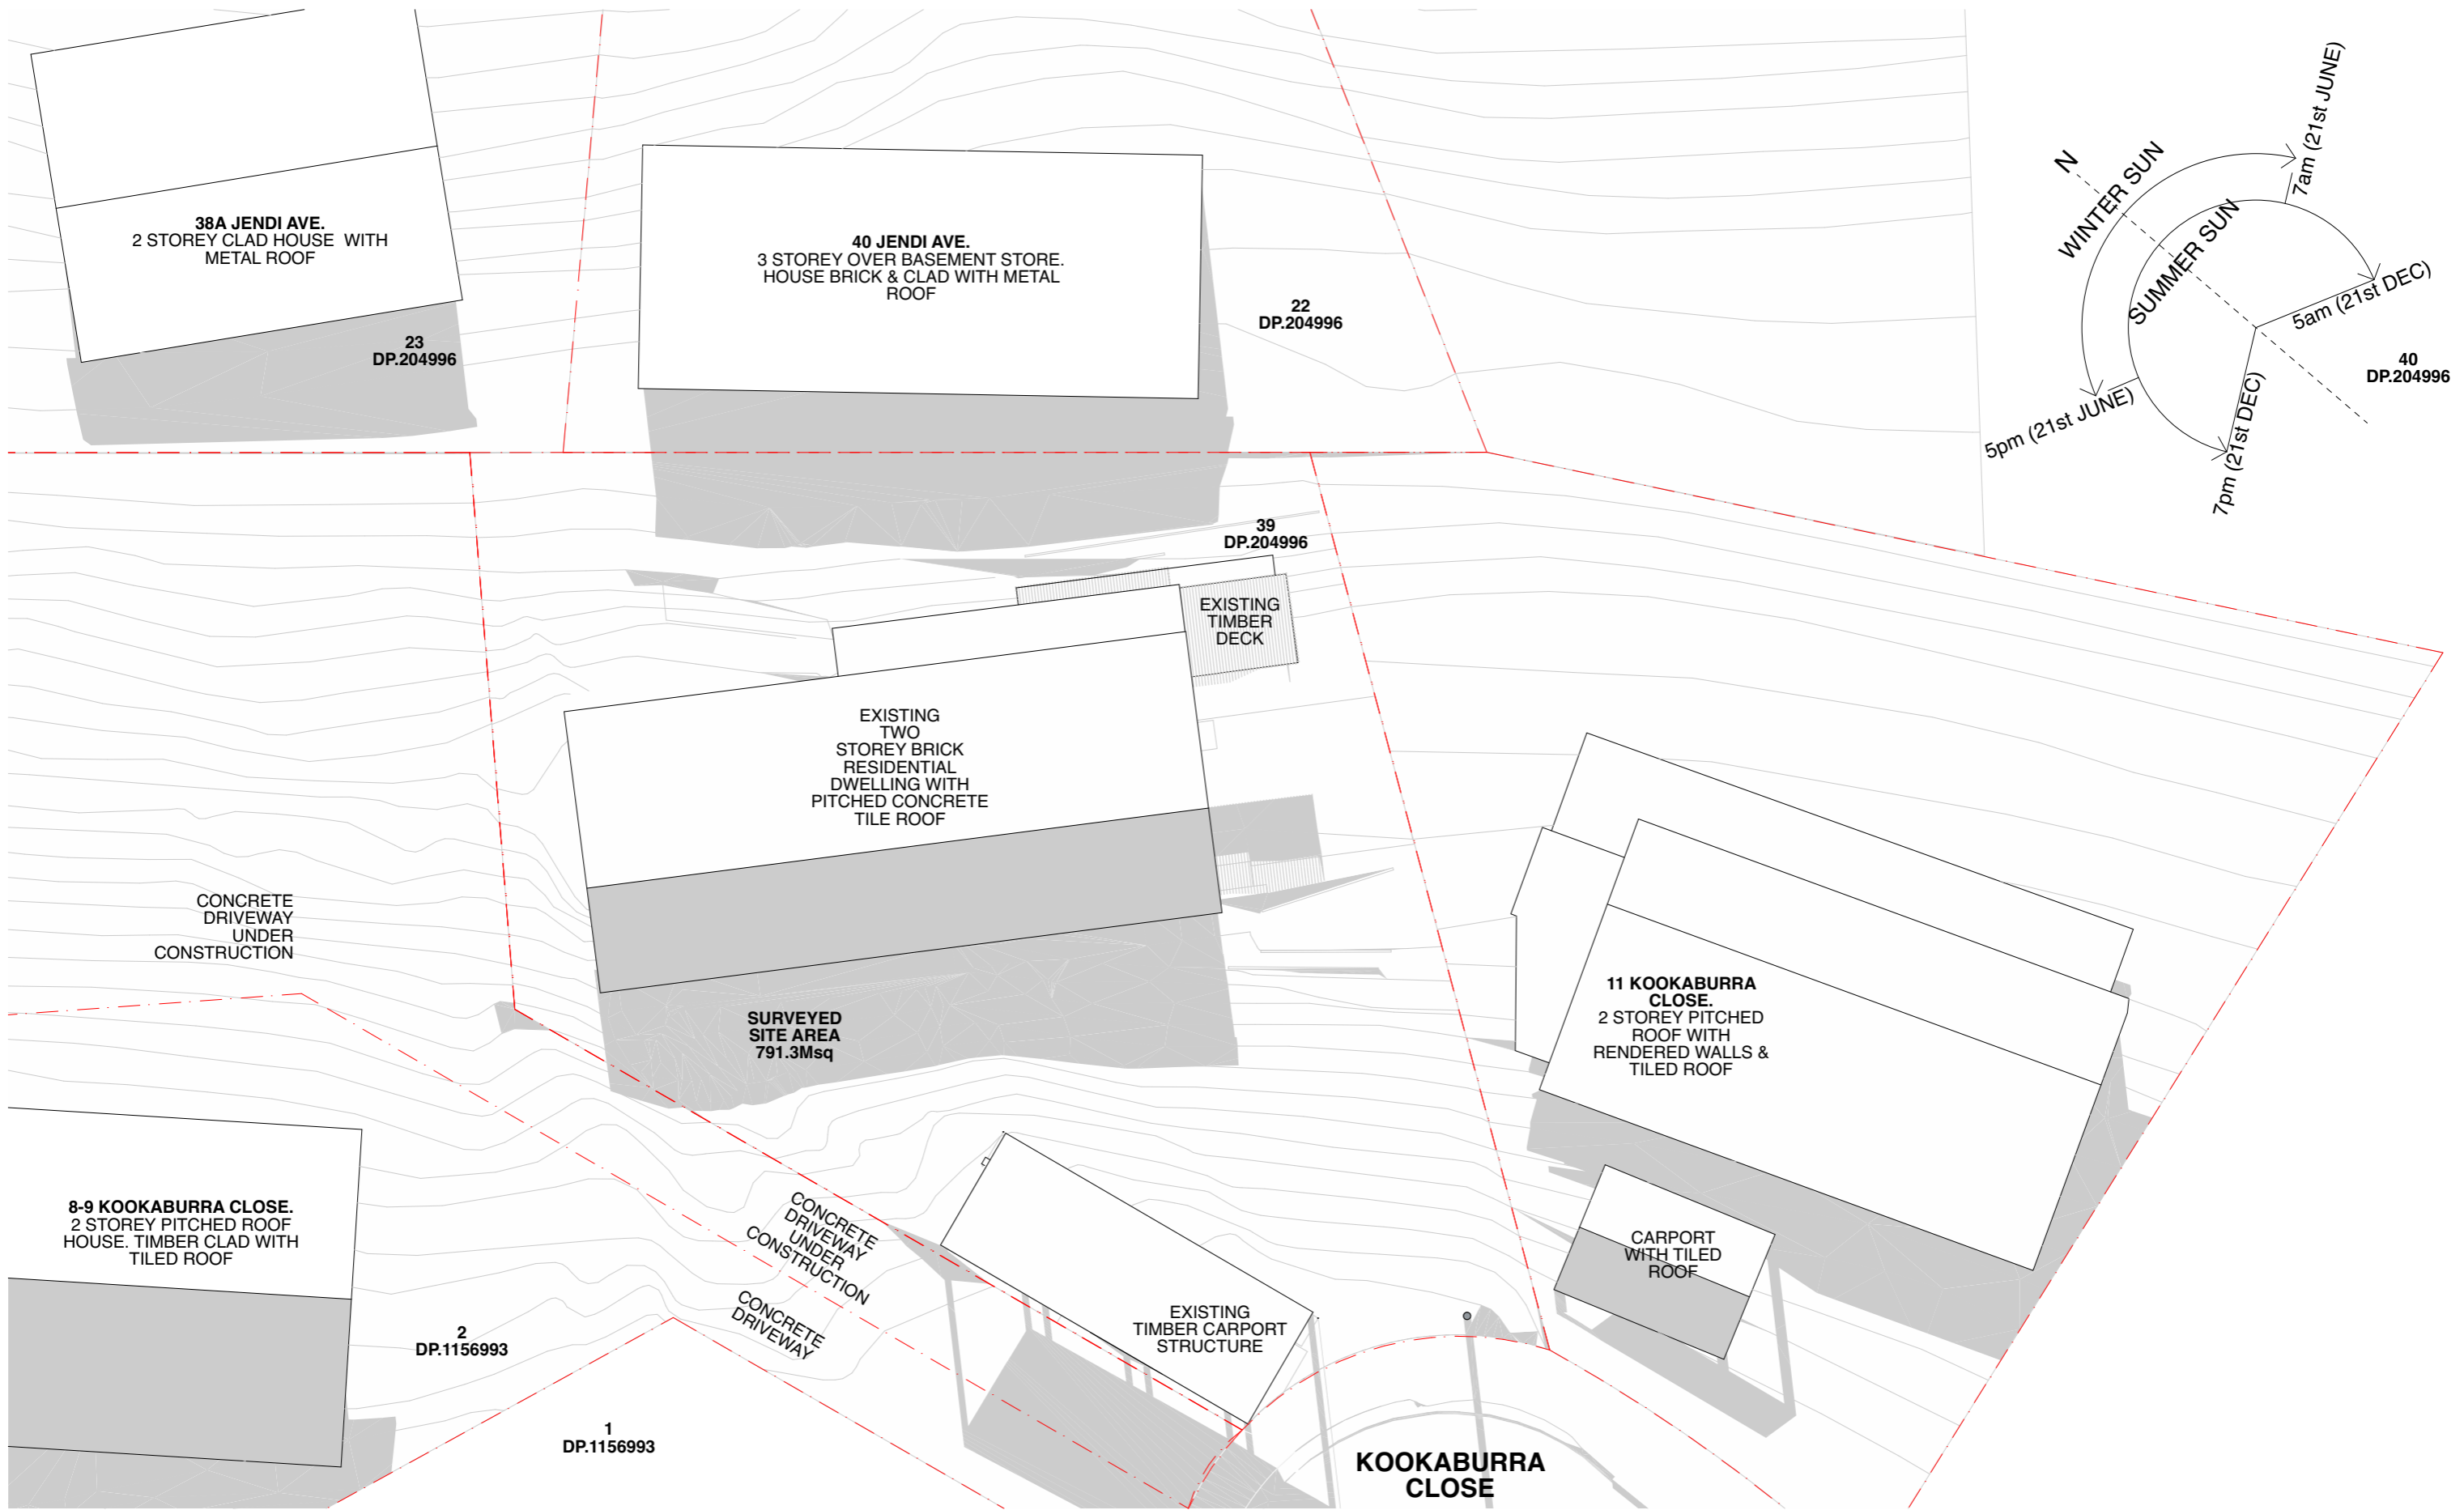 38A JENDI AVE.
2 STOREY CLAD HOUSE WITH
METAL ROOF
23
DP.204996
40 JENDI AVE.
3 STOREY OVER BASEMENT STORE.
HOUSE BRICK & CLAD WITH METAL
ROOF
22
DP.204996
N
WINTER SUN
SUMMER SUN
7am (21st JUNE)
5am (21st DEC)
5pm (21st JUNE)
7pm (21st DEC)
40
DP.204996
39
DP.204996
EXISTING
TIMBER
DECK
EXISTING
TWO
STOREY BRICK
RESIDENTIAL
DWELLING WITH
PITCHED CONCRETE
TILE ROOF
CONCRETE
DRIVEWAY
UNDER
CONSTRUCTION
SURVEYED
SITE AREA
791.3Msq
11 KOOKABURRA
CLOSE.
2 STOREY PITCHED
ROOF WITH
RENDERED WALLS &
TILED ROOF
8-9 KOOKABURRA CLOSE.
2 STOREY PITCHED ROOF
HOUSE. TIMBER CLAD WITH
TILED ROOF
CONCRETE
DRIVEWAY
UNDER
CONSTRUCTION
CONCRETE
DRIVEWAY
CARPORT
WITH TILED
ROOF
EXISTING
TIMBER CARPORT
STRUCTURE
2
DP.1156993
1
DP.1156993
KOOKABURRA
CLOSE